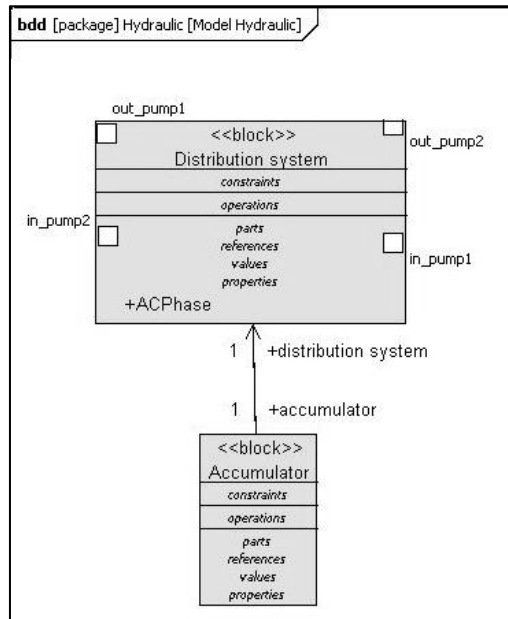 bdd [package] Hydraulic [Model Hydraulic]
out_pump1
<<block>>
out_pump2
Distribution system
constraints
operations
in_pump2
parts
references
in_pump1
values
properties
+ACPhase
1 +distribution system
1 +accumulator
<<block>>
Accumulator
constraints
operations
parts
references
values
properties